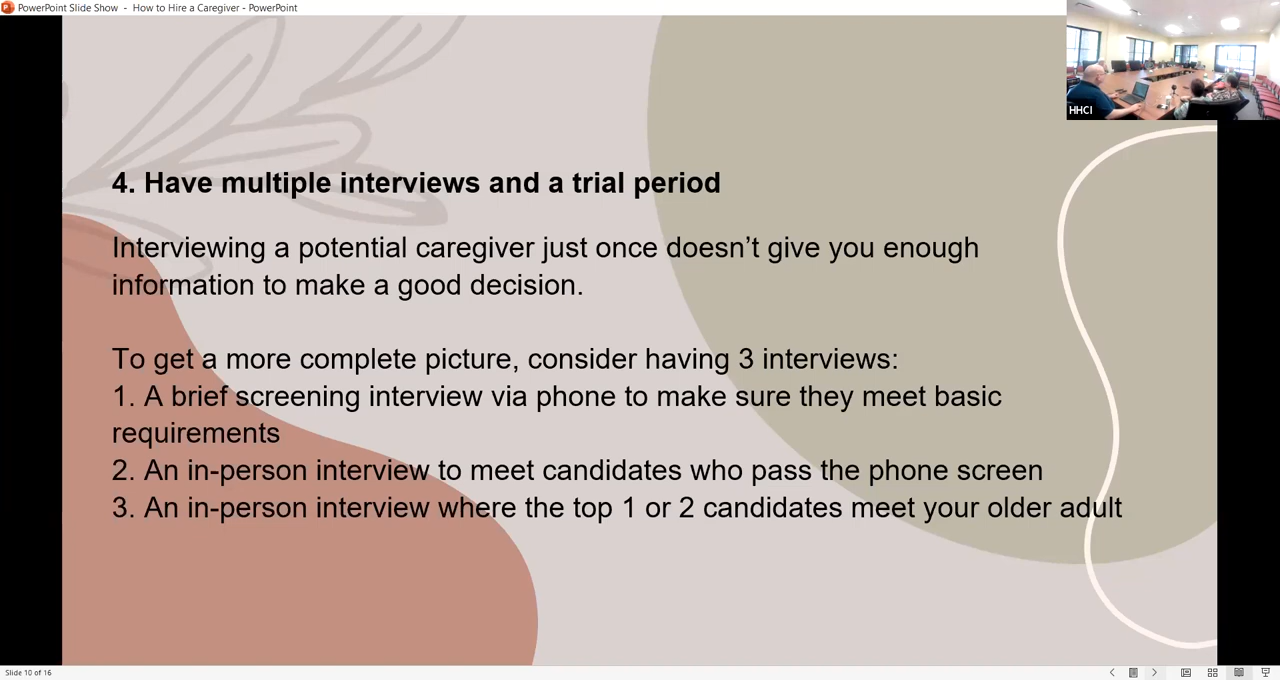 PowerPoint Slide Show - How to Hire a Caregiver - PowerPoint
HHCI
4. Have multiple interviews and a trial period
Interviewing a potential caregiver just once doesn’t give you enough
information to make a good decision.
To get a more complete picture, consider having 3 interviews:
1. A brief screening interview via phone to make sure they meet basic
requirements
2. An in-person interview to meet candidates who pass the phone screen
3. An in-person interview where the top 1 or 2 candidates meet your older adult
Slide 10 of 16